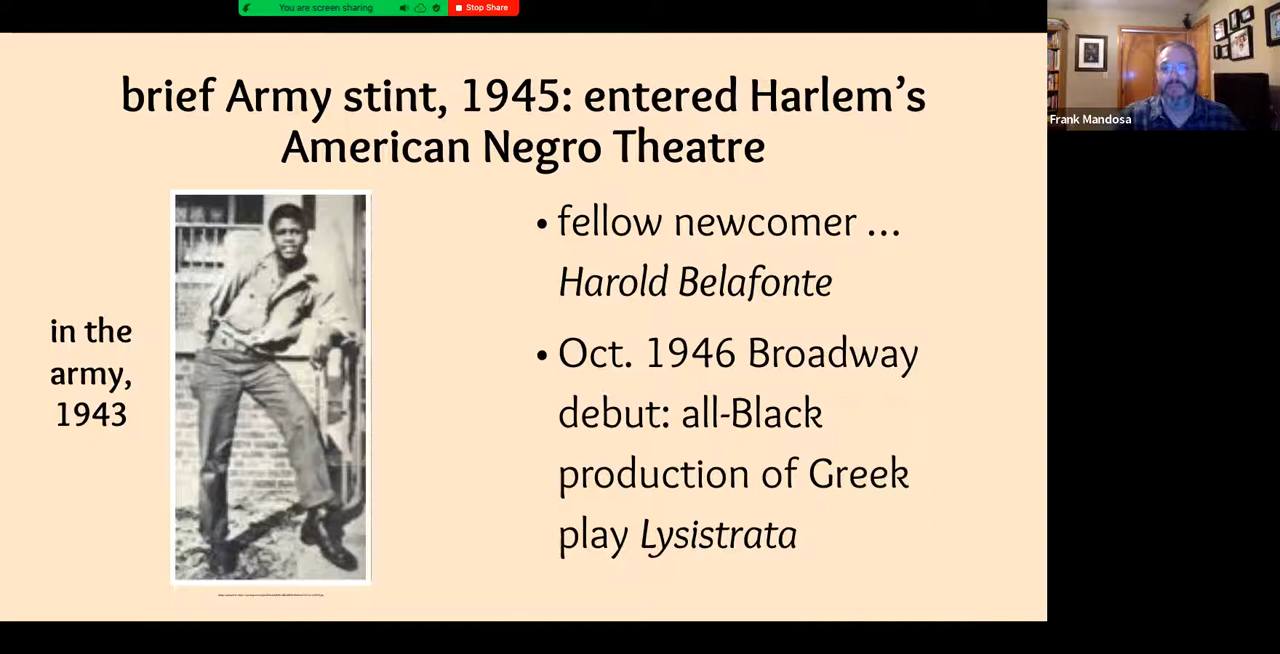 You are screen sharing
Stop Share
brief Army stint, 1945: entered Harlem’s
American Negro Theatre
in the
army,
1943
• fellow newcomer …
Harold Belafonte
• Oct. 1946 Broadway
debut: all-Black
production of Greek
play Lysistrata
Frank Mandosa